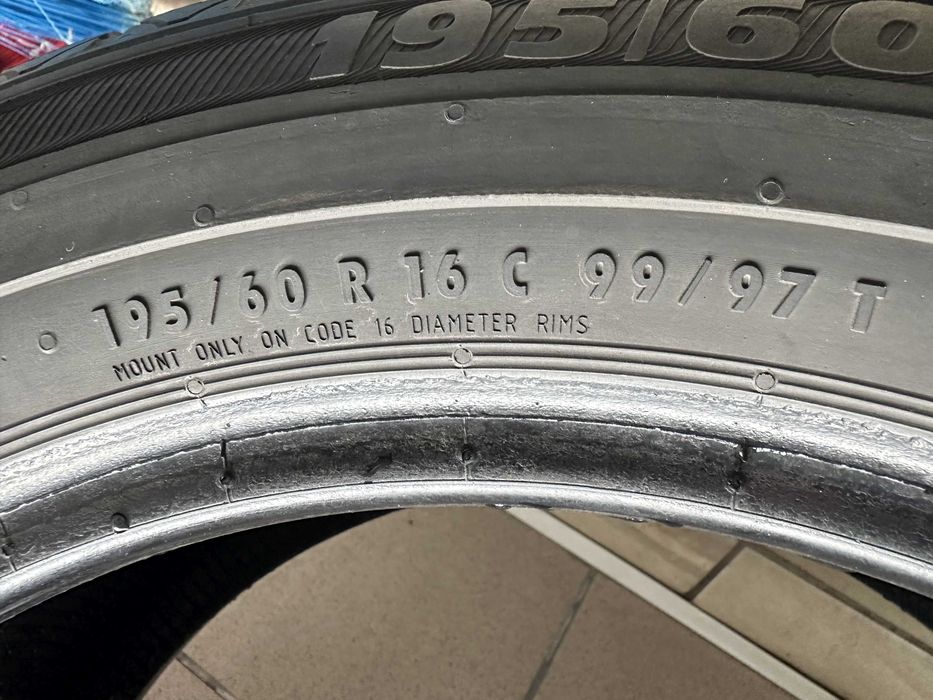 195/60
195/60 R 16 C 99/97 T
MOUNT ONLY ON CODE 16 DIAMETER RIMS